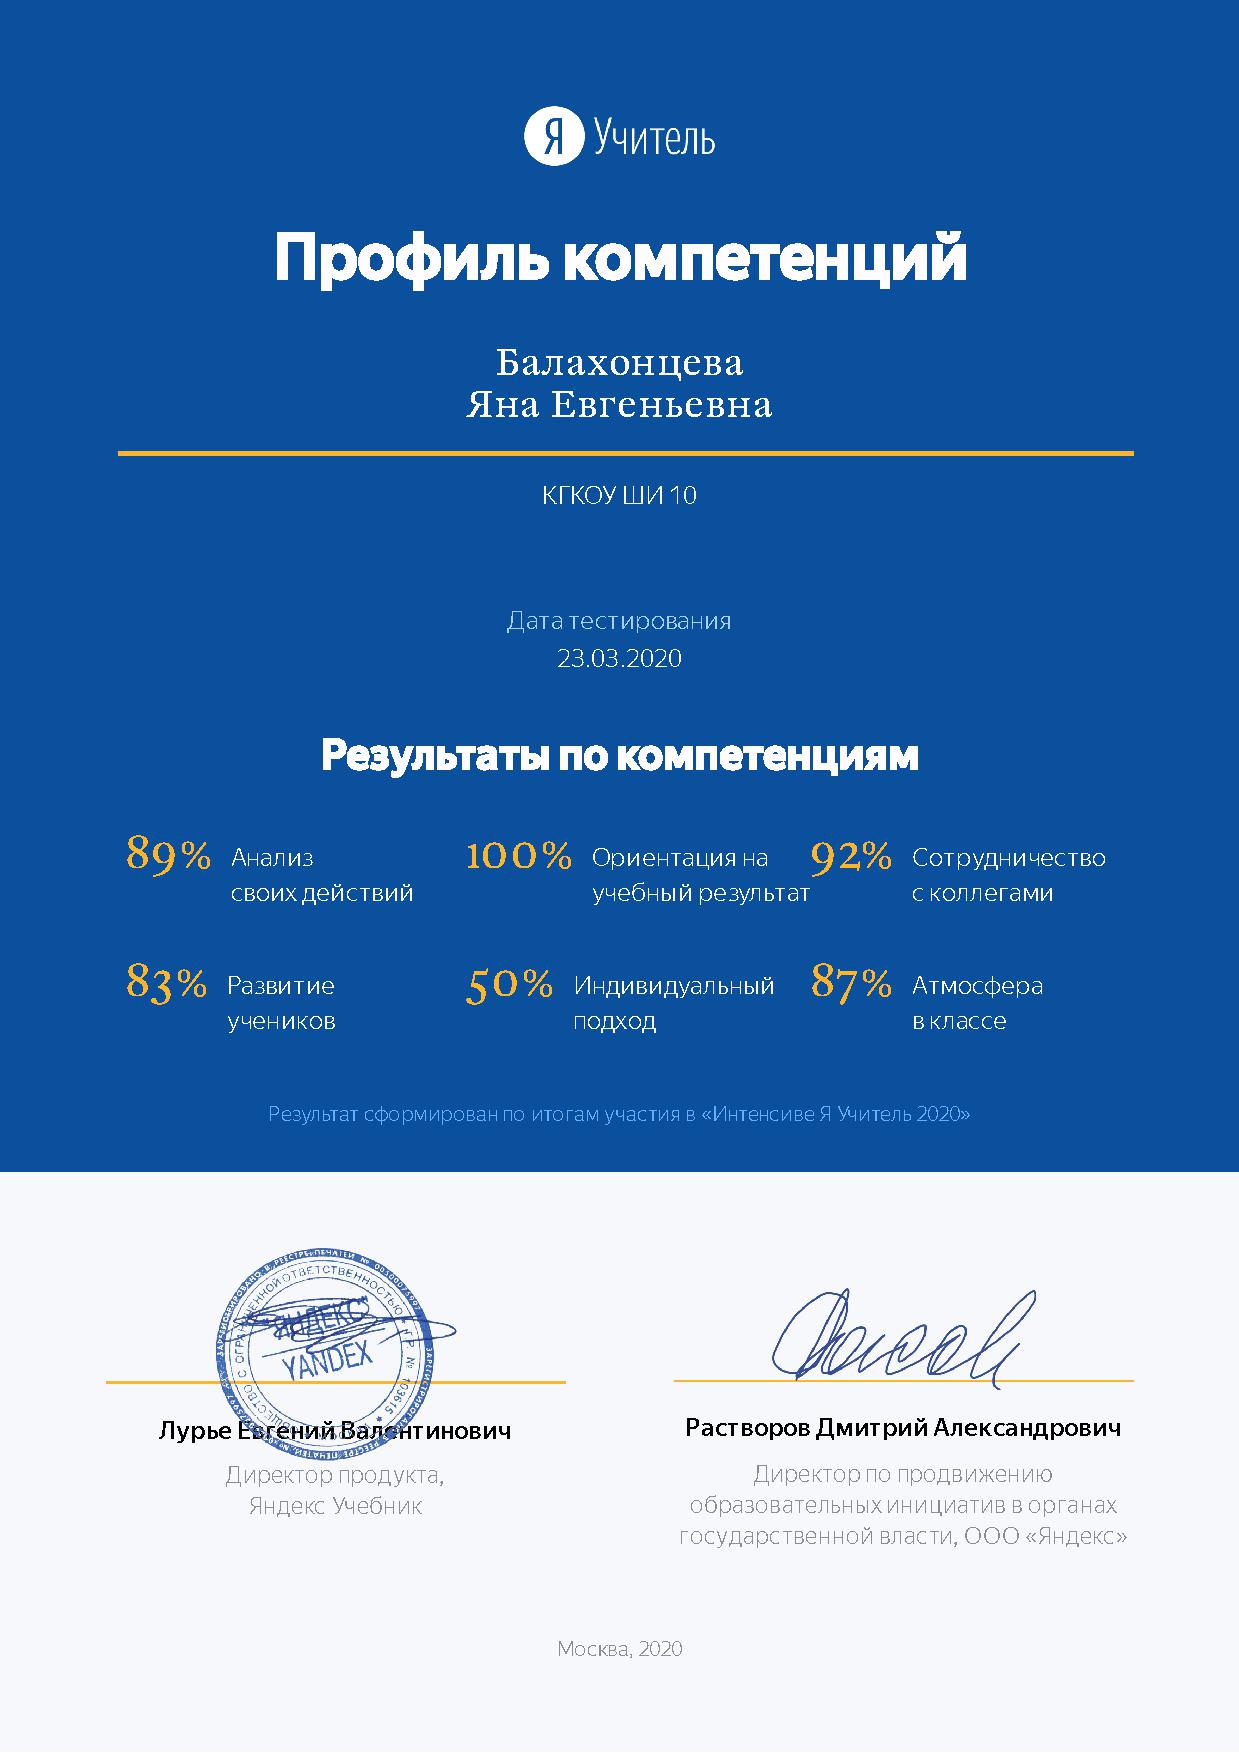 Я Учитель
Профиль компетенций
Балахонцева
Яна Евгеньевна
КГКОУ ШИ 10
Дата тестирования
23.03.2020
Результаты по компетенциям
89% Анализ
своих действий
100% Ориентация на
учебный результат
92% Сотрудничество
с коллегами
83% Развитие
учеников
50% Индивидуальный
подход
87% Атмосфера
в классе
Результат сформирован по итогам участия в «Интенсиве Я Учитель 2020»
"ЯНДЕКС"
YANDEX
Лурье Евгений Валентинович
Директор продукта,
Яндекс Учебник
Растворов Дмитрий Александрович
Директор по продвижению
образовательных инициатив в органах
государственной власти, ООО «Яндекс»
Москва, 2020